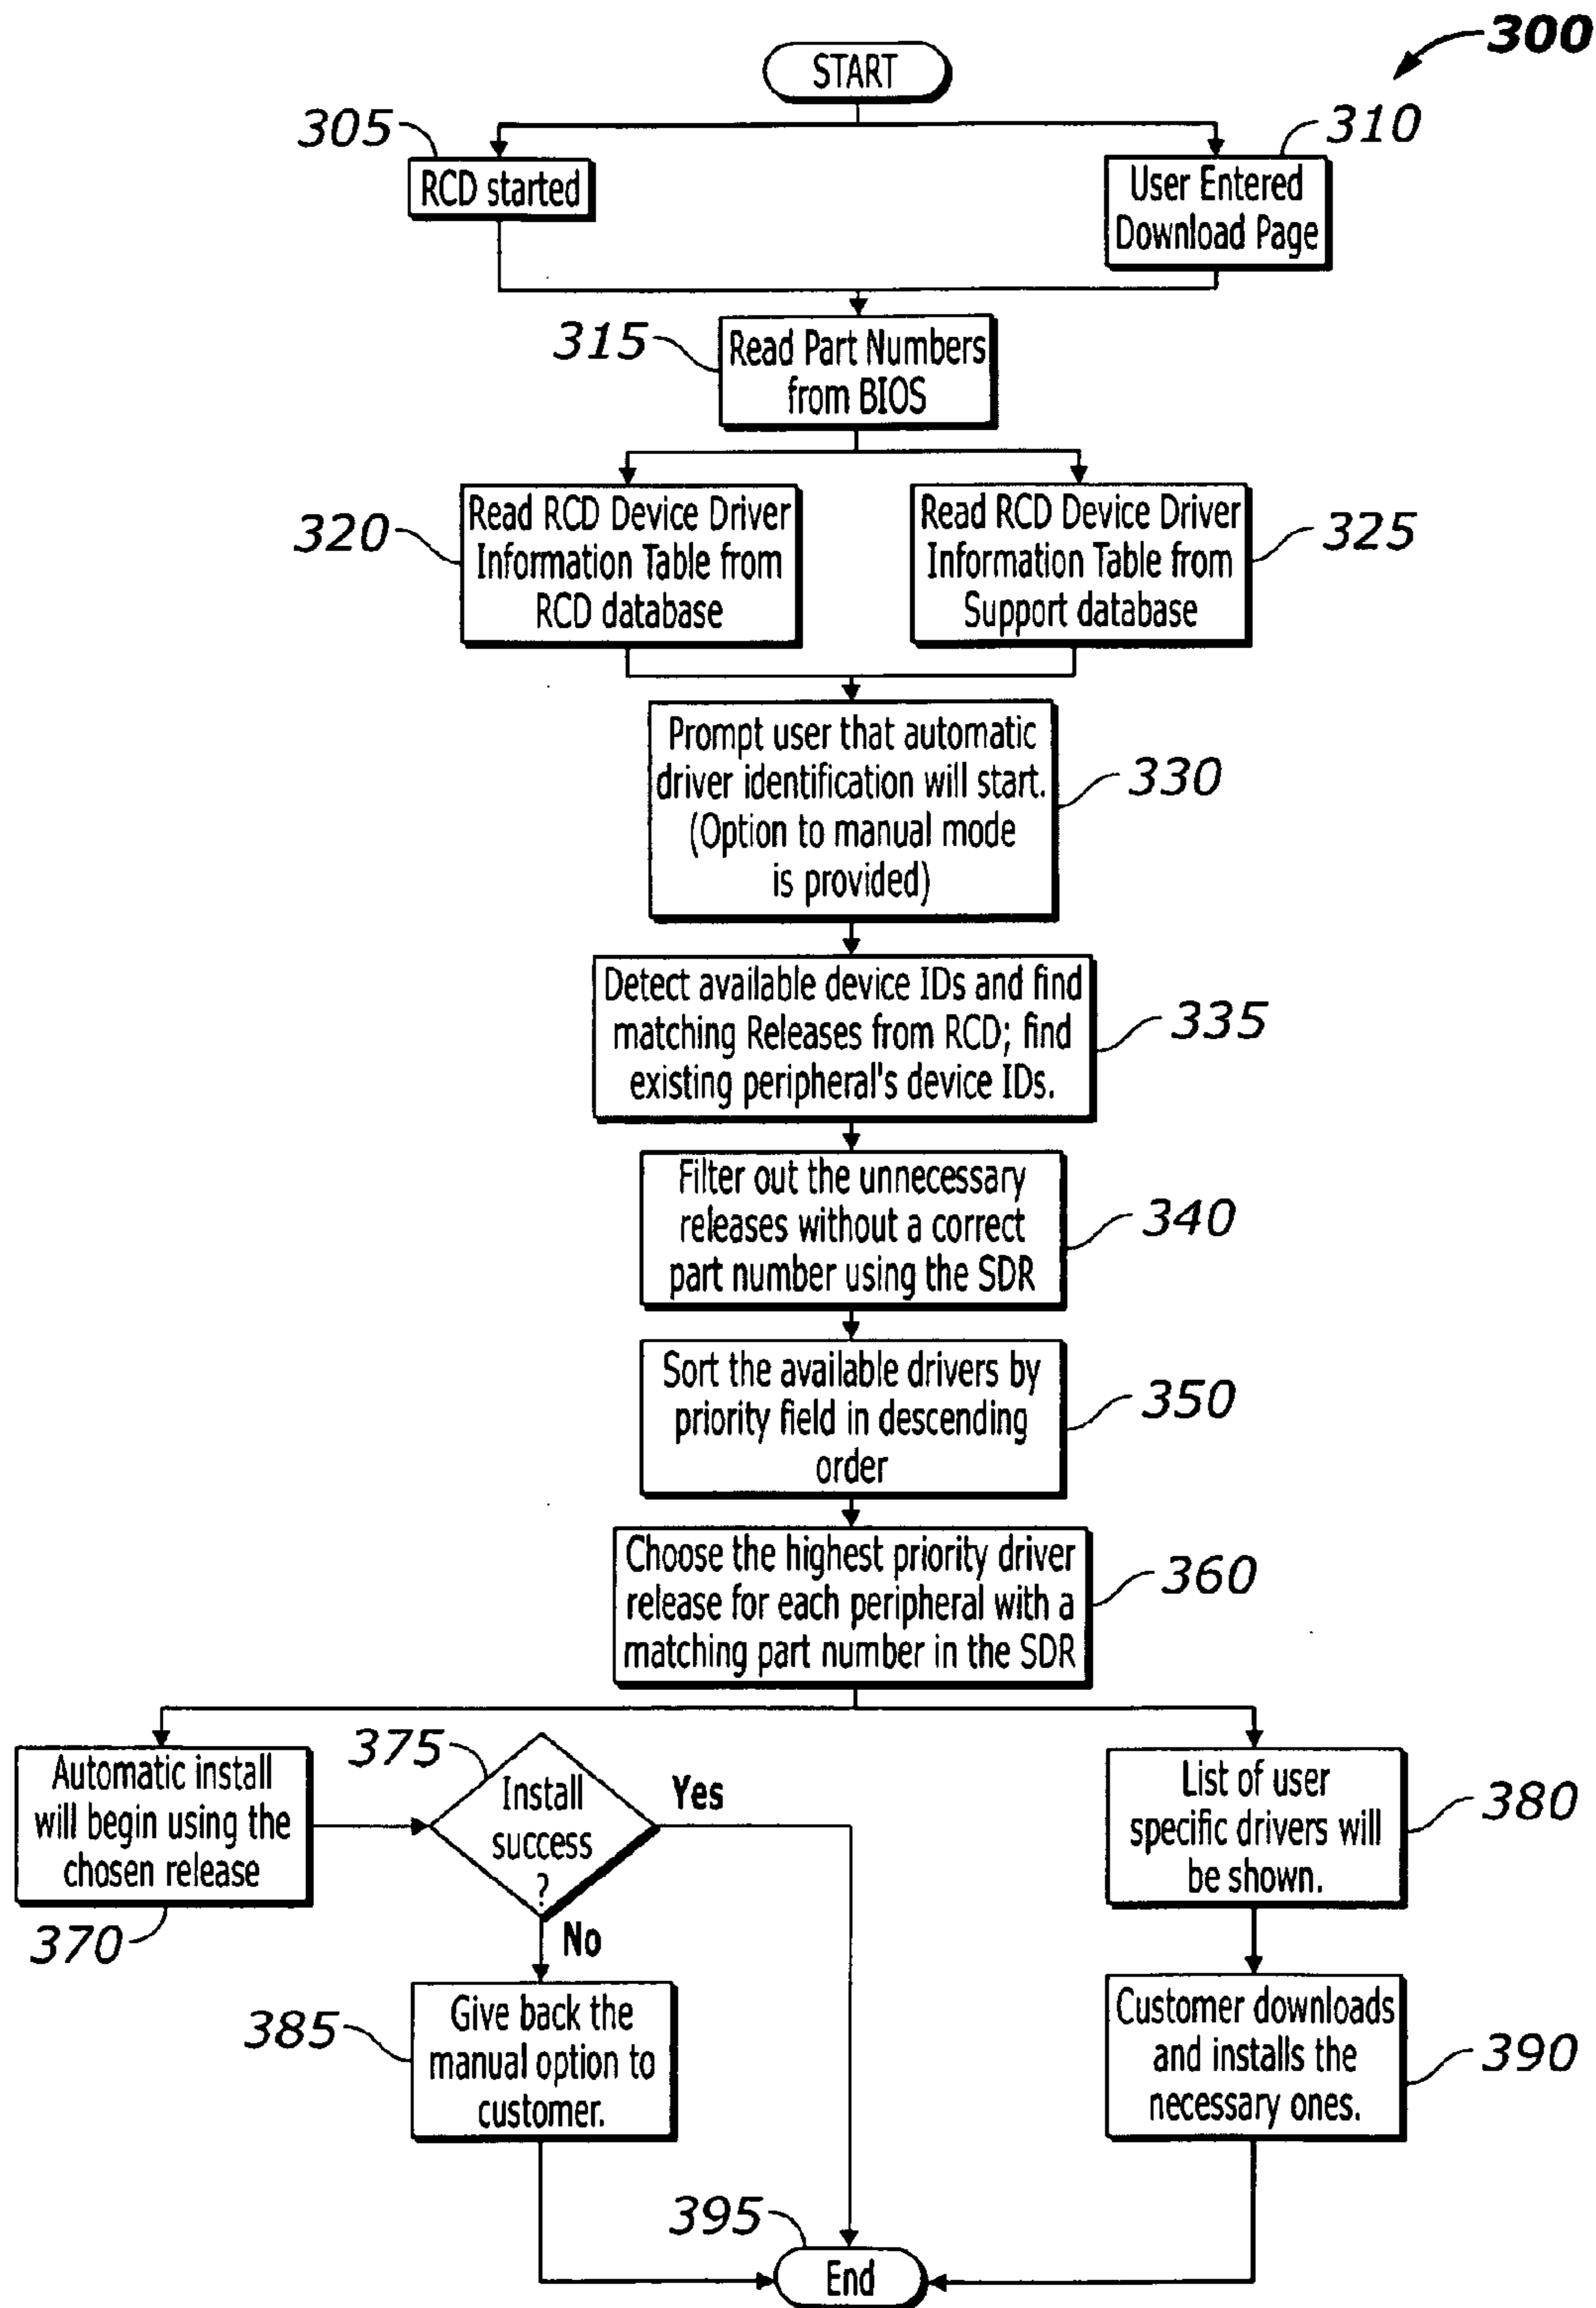 300
START
305
RCD started
310
User Entered
Download Page
315
Read Part Numbers
from BIOS
320
Read RCD Device Driver
Information Table from
RCD database
325
Read RCD Device Driver
Information Table from
Support database
330
Prompt user that automatic
driver identification will start.
(Option to manual mode
is provided)
335
Detect available device IDs and find
matching Releases from RCD; find
existing peripheral's device IDs.
340
Filter out the unnecessary
releases without a correct
part number using the SDR
350
Sort the available drivers by
priority field in descending
order
360
Choose the highest priority driver
release for each peripheral with a
matching part number in the SDR
370
Automatic install
will begin using the
chosen release
375
Install
success
?
Yes
No
380
List of user
specific drivers will
be shown.
385
Give back the
manual option to
customer.
390
Customer downloads
and installs the
necessary ones.
395
End